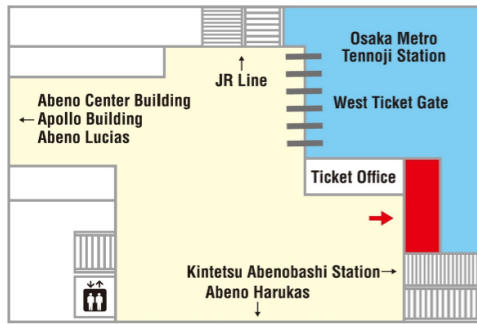 Osaka Metro
Tennoji Station
↑
JR Line
West Ticket Gate
Abeno Center Building
← Apollo Building
Abeno Lucias
Ticket Office
→
Kintetsu Abenobashi Station→
Abeno Harukas
↓